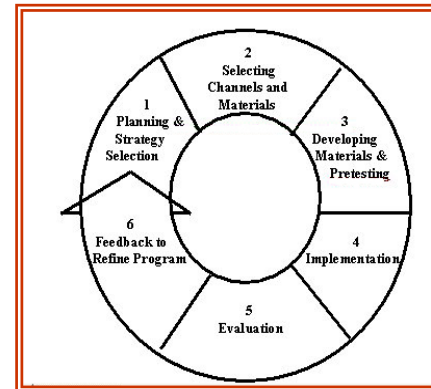 1
Planning &
Strategy
Selection
2
Selecting
Channels and
Materials
3
Developing
Materials &
Pretesting
4
Implementation
5
Evaluation
6
Feedback to
Refine Program